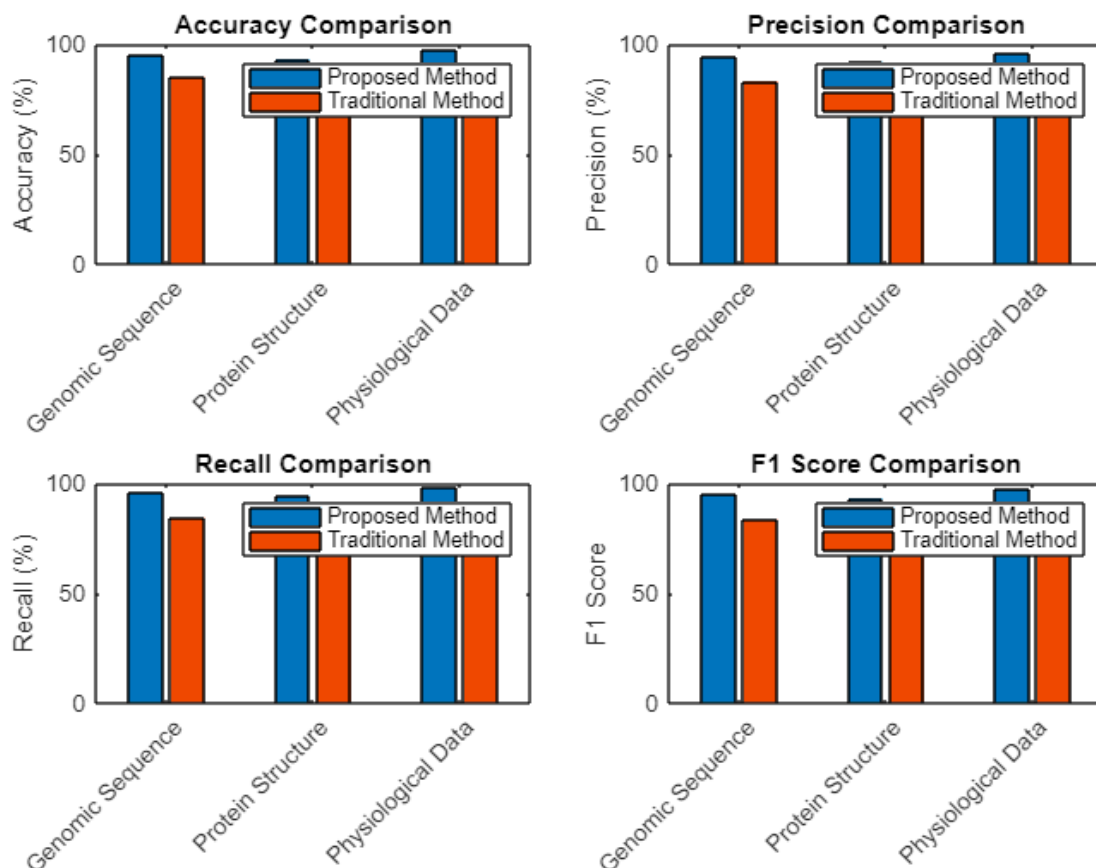 Accuracy Comparison
100
50
0
Accuracy (%)
Proposed Method
Traditional Method
Genomic Sequence
Protein Structure
Physiological Data
Precision Comparison
100
50
0
Precision (%)
Proposed Method
Traditional Method
Genomic Sequence
Protein Structure
Physiological Data
Recall Comparison
100
50
0
Recall (%)
Proposed Method
Traditional Method
Genomic Sequence
Protein Structure
Physiological Data
F1 Score Comparison
100
50
0
F1 Score
Proposed Method
Traditional Method
Genomic Sequence
Protein Structure
Physiological Data